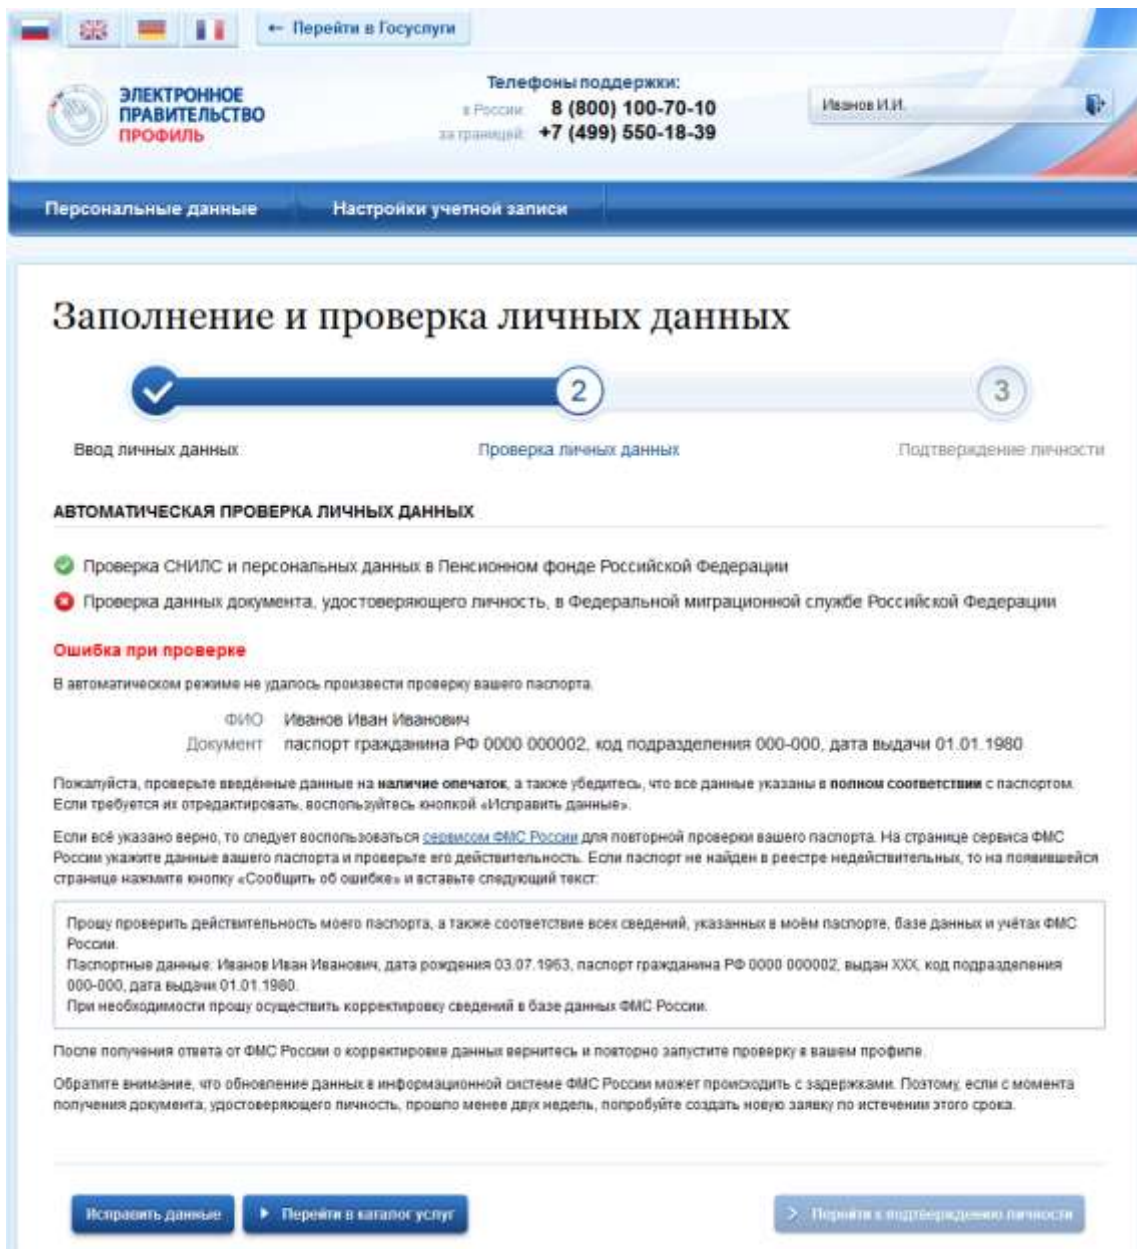 ← Перейти в Госуслуги
ЭЛЕКТРОННОЕ
ПРАВИТЕЛЬСТВО
ПРОФИЛЬ
Телефоны поддержки:
в России: 8 (800) 100-70-10
за границей: +7 (499) 550-18-39
Иванов И.И.
Персональные данные Настройки учетной записи
Заполнение и проверка личных данных
2 3
Ввод личных данных Проверка личных данных Подтверждение личности
АВТОМАТИЧЕСКАЯ ПРОВЕРКА ЛИЧНЫХ ДАННЫХ
Проверка СНИЛС и персональных данных в Пенсионном фонде Российской Федерации
Проверка данных документа, удостоверяющего личность, в Федеральной миграционной службе Российской Федерации
Ошибка при проверке
В автоматическом режиме не удалось произвести проверку вашего паспорта.
ФИО Иванов Иван Иванович
Документ паспорт гражданина РФ 0000 000002, код подразделения 000-000, дата выдачи 01.01.1980
Пожалуйста, проверьте введённые данные на наличие опечаток, а также убедитесь, что все данные указаны в полном соответствии с паспортом.
Если требуется их отредактировать, воспользуйтесь кнопкой «Исправить данные».
Если всё указано верно, то следует воспользоваться сервисом ФМС России для повторной проверки вашего паспорта. На странице сервиса ФМС
России укажите данные вашего паспорта и проверьте его действительность. Если паспорт не найден в реестре недействительных, то на появившейся
странице нажмите кнопку «Сообщить об ошибке» и вставьте следующий текст:
Прошу проверить действительность моего паспорта, а также соответствие всех сведений, указанных в моём паспорте, базе данных и учётах ФМС
России.
Паспортные данные: Иванов Иван Иванович, дата рождения 03.07.1963, паспорт гражданина РФ 0000 000002, выдан XXX, код подразделения
000-000, дата выдачи 01.01.1980.
При необходимости прошу осуществить корректировку сведений в базе данных ФМС России.
После получения ответа от ФМС России о корректировке данных вернитесь и повторно запустите проверку в вашем профиле.
Обратите внимание, что обновление данных в информационной системе ФМС России может происходить с задержками. Поэтому, если с момента
получения документа, удостоверяющего личность, прошло менее двух недель, попробуйте создать новую заявку по истечении этого срока.
Исправить данные Перейти в каталог услуг Перейти к подтверждению личности